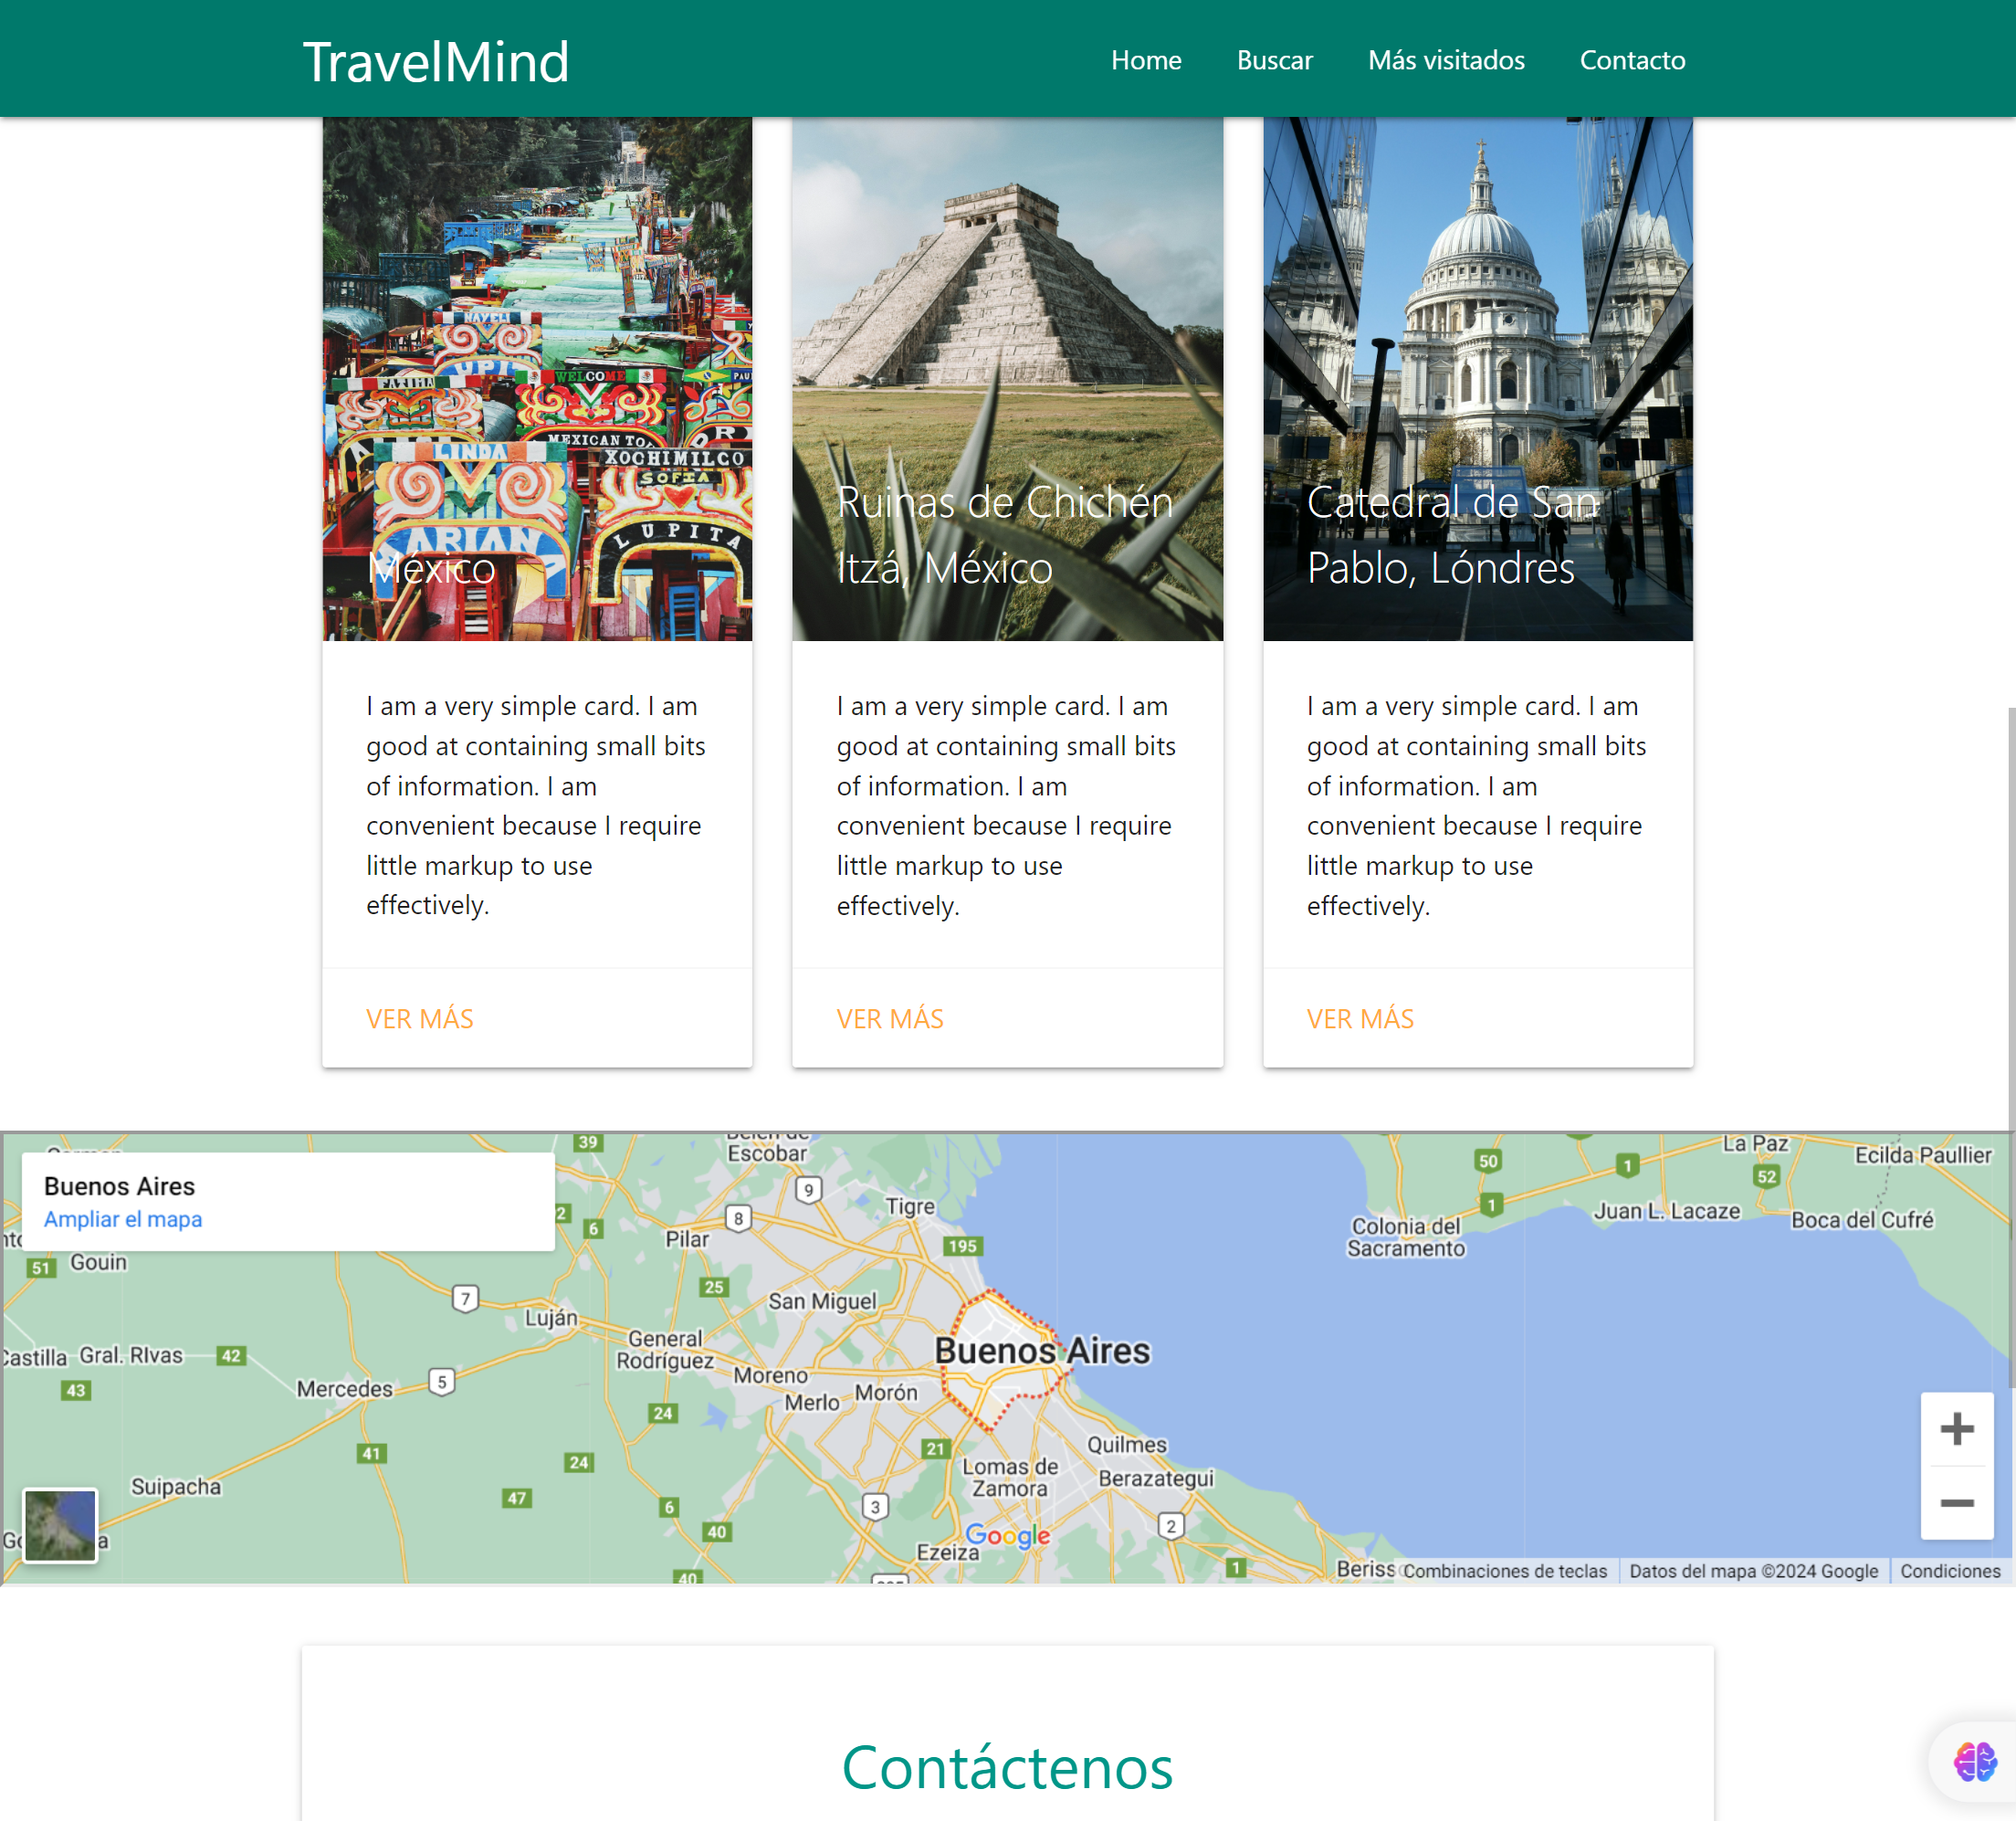 TravelMind
Home
Buscar
Más visitados
Contacto
NAYELI
LUPI
FATIMA
WELCOME
MEXICAN TO
XOCHIMILCO
LINDA
SOFIA
MARIANA
LUPITA
México
Ruinas de Chichén
Itzá, México
Catedral de San
Pablo, Lóndres
I am a very simple card. I am
good at containing small bits
of information. I am
convenient because I require
little markup to use
effectively.
I am a very simple card. I am
good at containing small bits
of information. I am
convenient because I require
little markup to use
effectively.
I am a very simple card. I am
good at containing small bits
of information. I am
convenient because I require
little markup to use
effectively.
VER MÁS
VER MÁS
VER MÁS
Buenos Aires
Ampliar el mapa
39
Belén de
Escobar
9
8
Tigre
2
6
Pilar
195
51
Gouin
25
7
San Miguel
Luján
General
Rodríguez
Castilla
Gral. RIvas
42
43
Mercedes
5
Moreno
Merlo
Morón
Buenos Aires
24
41
24
21
Quilmes
Lomas de
Zamora
Berazategui
Suipacha
47
6
3
40
2
Ezeiza
Google
40
1
50
1
1
La Paz
52
Ecilda Paullier
Juan L. Lacaze
Boca del Cufré
Colonia del
Sacramento
Beriss
Combinaciones de teclas
Datos del mapa ©2024 Google
Condiciones
Contáctenos